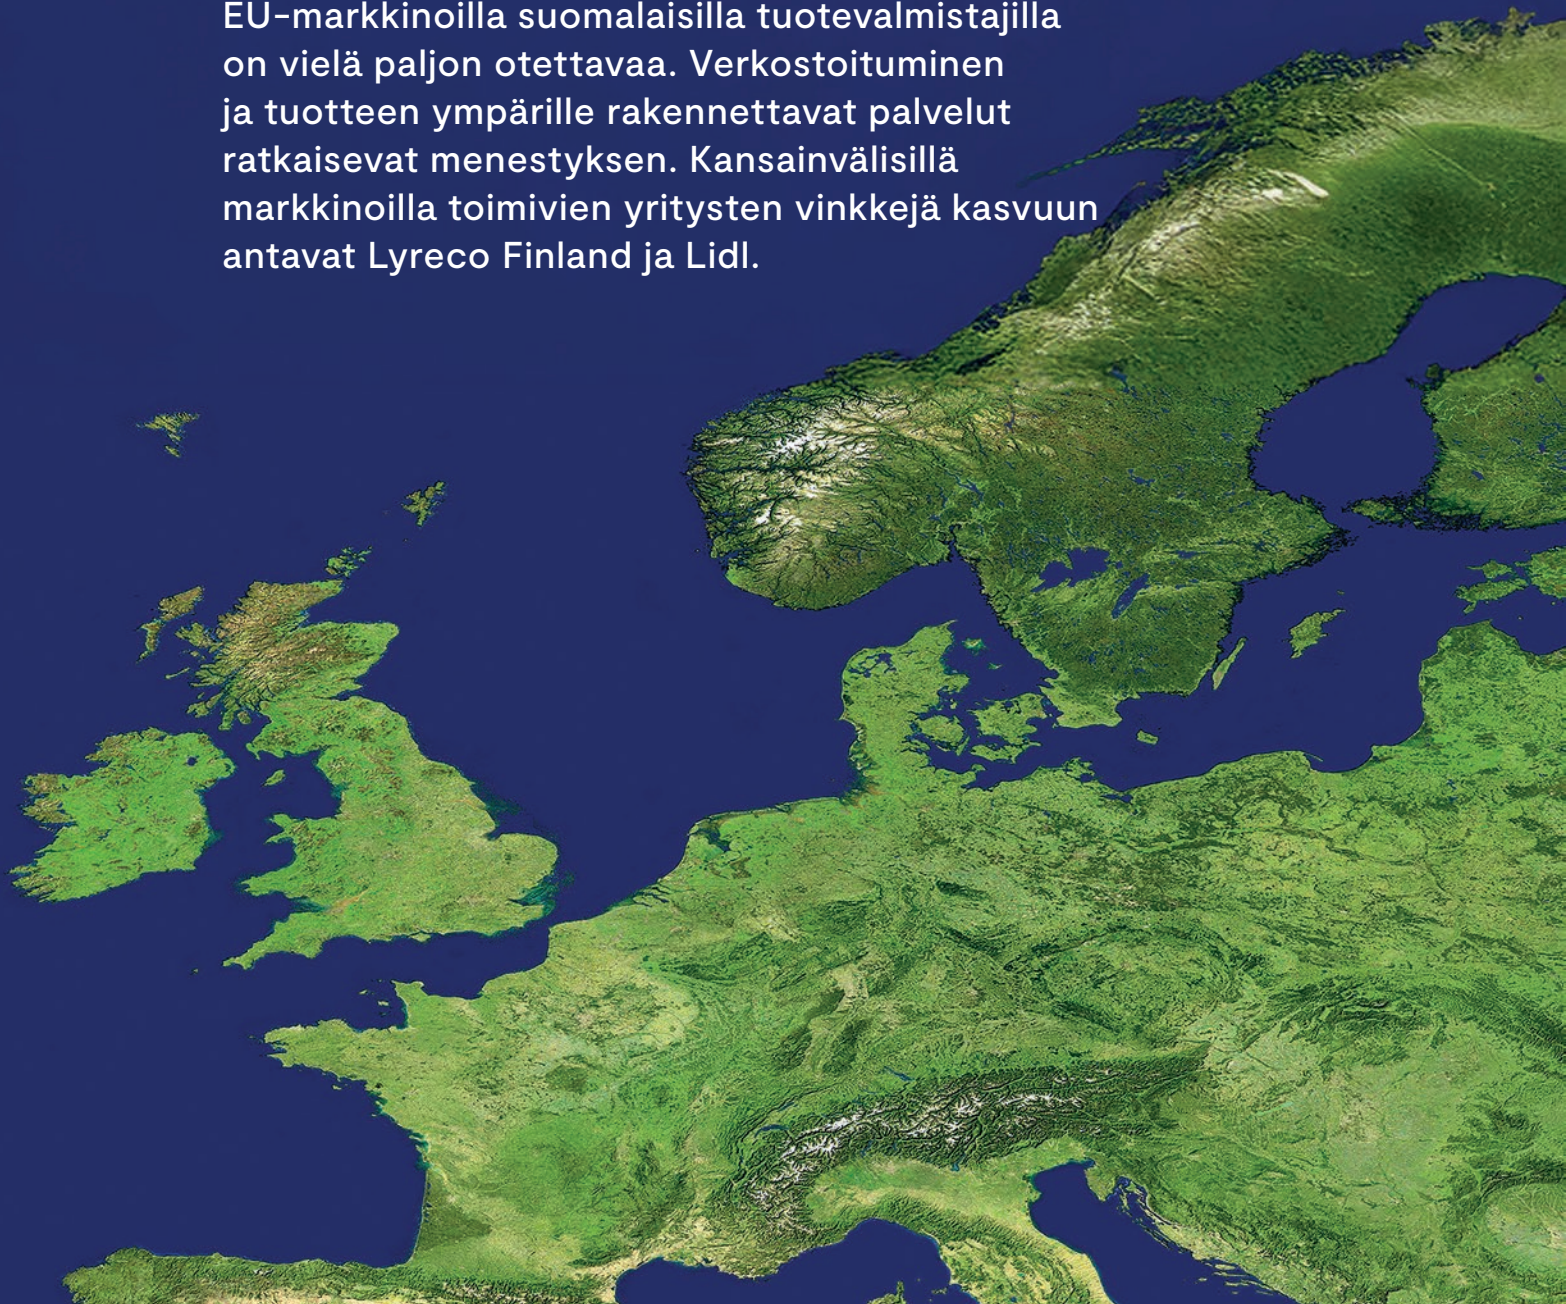 EU-markkinoilla suomalaisilla tuotevalmistajilla
on vielä paljon otettavaa. Verkostoituminen
ja tuotteen ympärille rakennettavat palvelut
ratkaisevat menestyksen. Kansainvälisillä
markkinoilla toimivien yritysten vinkkejä kasvuun
antavat Lyreco Finland ja Lidl.